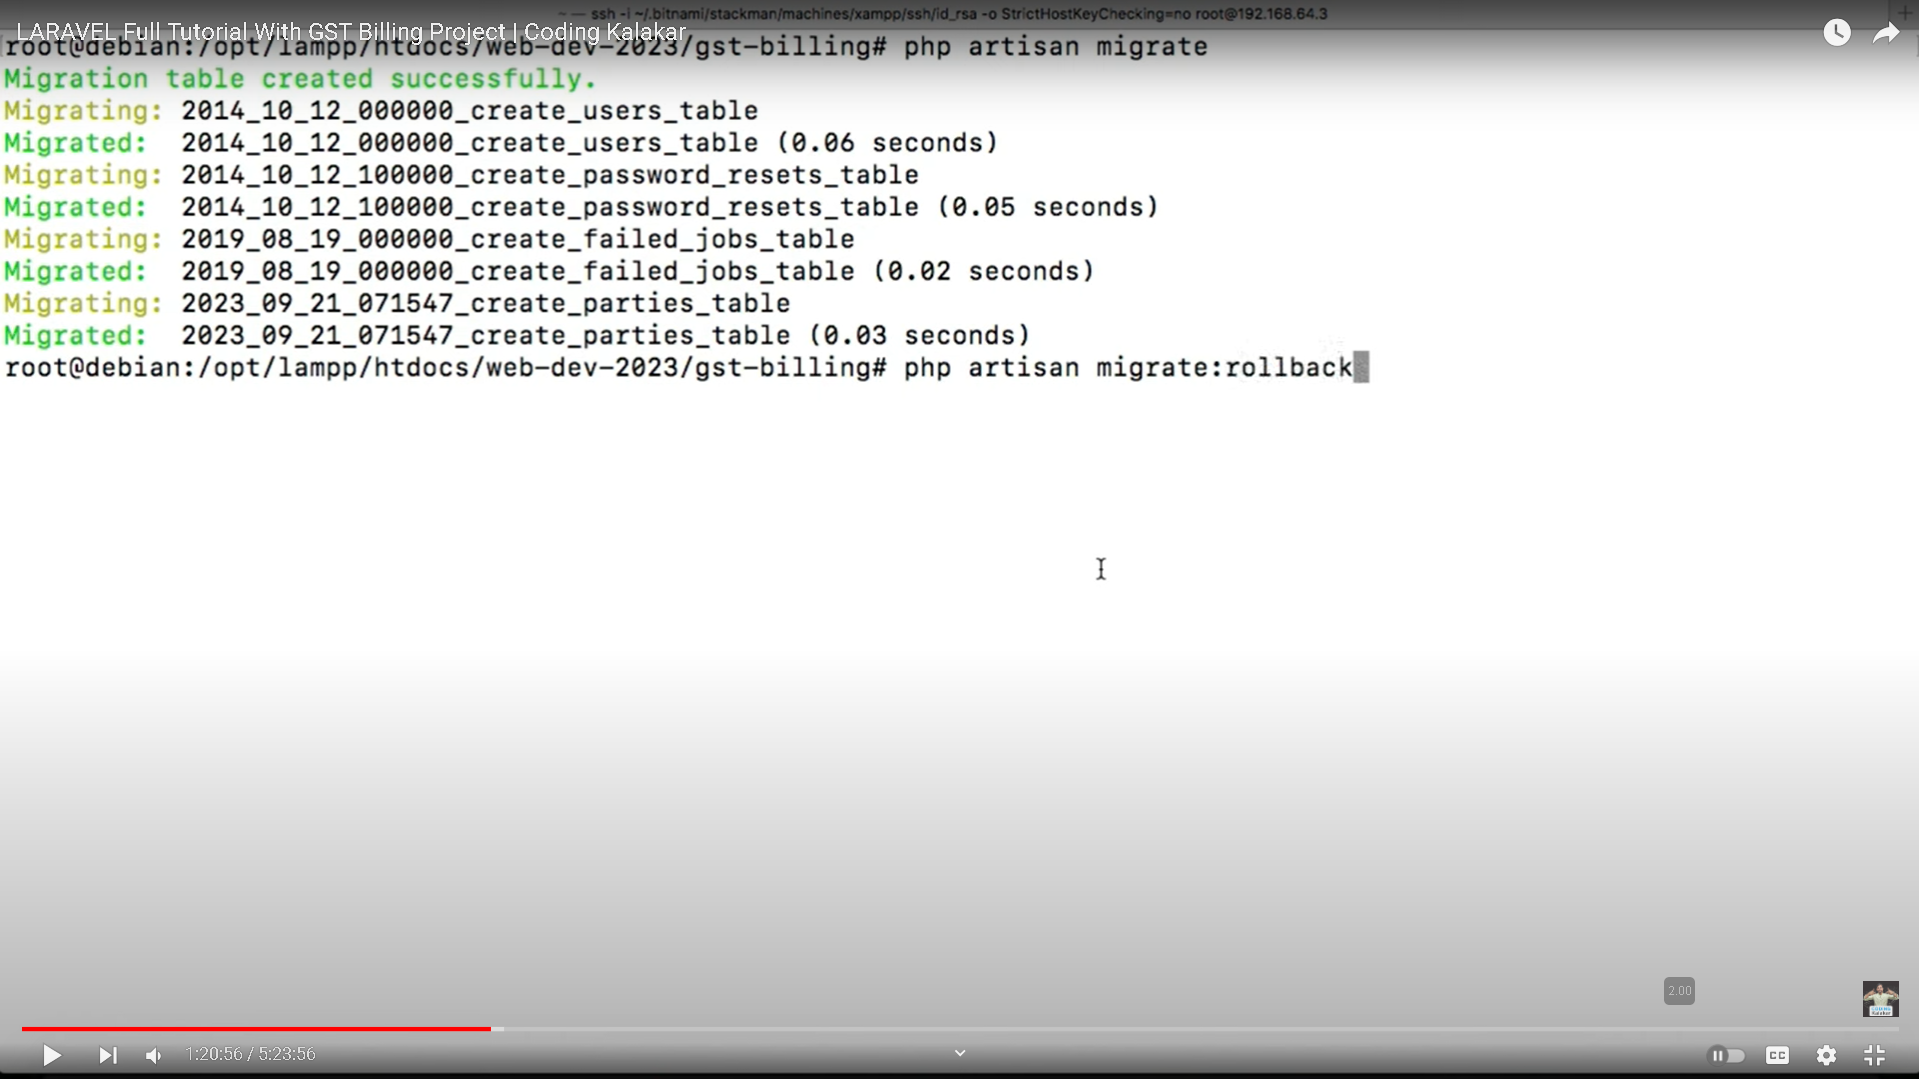 ~ — ssh -i ~/.bitnami/stackman/machines/xampp/ssh/id_rsa -o StrictHostKeyChecking=no root@192.168.64.3
LARAVEL Full Tutorial With GST Billing Project | Coding Kalakar
root@debian:/opt/lampp/htdocs/web-dev-2023/gst-billing# php artisan migrate
Migration table created successfully.
Migrating: 2014_10_12_000000_create_users_table
Migrated:  2014_10_12_000000_create_users_table (0.06 seconds)
Migrating: 2014_10_12_100000_create_password_resets_table
Migrated:  2014_10_12_100000_create_password_resets_table (0.05 seconds)
Migrating: 2019_08_19_000000_create_failed_jobs_table
Migrated:  2019_08_19_000000_create_failed_jobs_table (0.02 seconds)
Migrating: 2023_09_21_071547_create_parties_table
Migrated:  2023_09_21_071547_create_parties_table (0.03 seconds)
root@debian:/opt/lampp/htdocs/web-dev-2023/gst-billing# php artisan migrate:rollback
2.00
1:20:56 / 5:23:56
CC